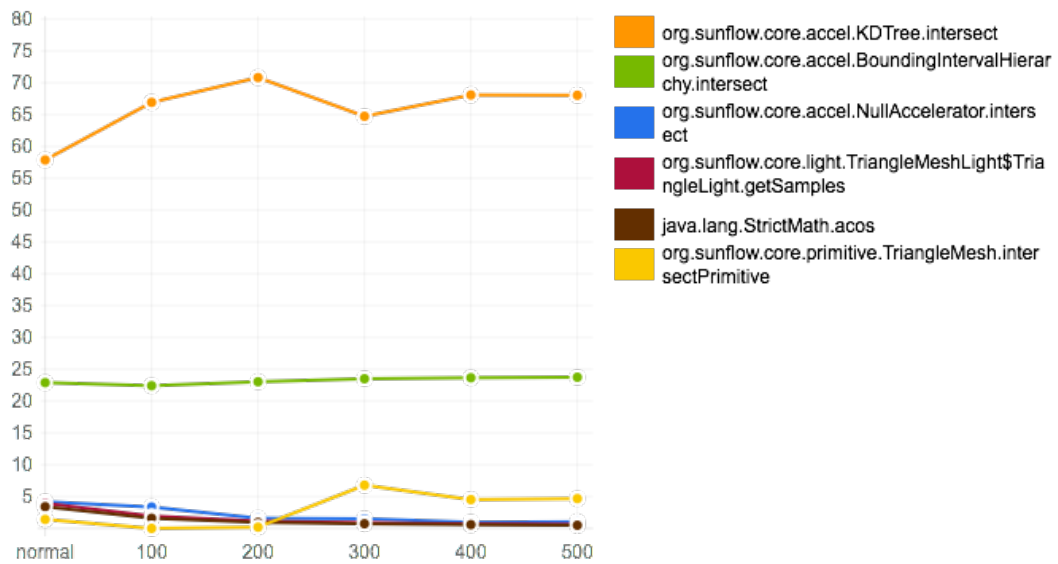 80
75
70
65
60
55
50
45
40
35
30
25
20
15
10
5
normal 100 200 300 400 500
org.sunflow.core.accel.KDTree.intersect
org.sunflow.core.accel.BoundingIntervalHierar
chy.intersect
org.sunflow.core.accel.NullAccelerator.inters
ect
org.sunflow.core.light.TriangleMeshLight$Tria
ngleLight.getSamples
java.lang.StrictMath.acos
org.sunflow.core.primitive.TriangleMesh.inter
sectPrimitive